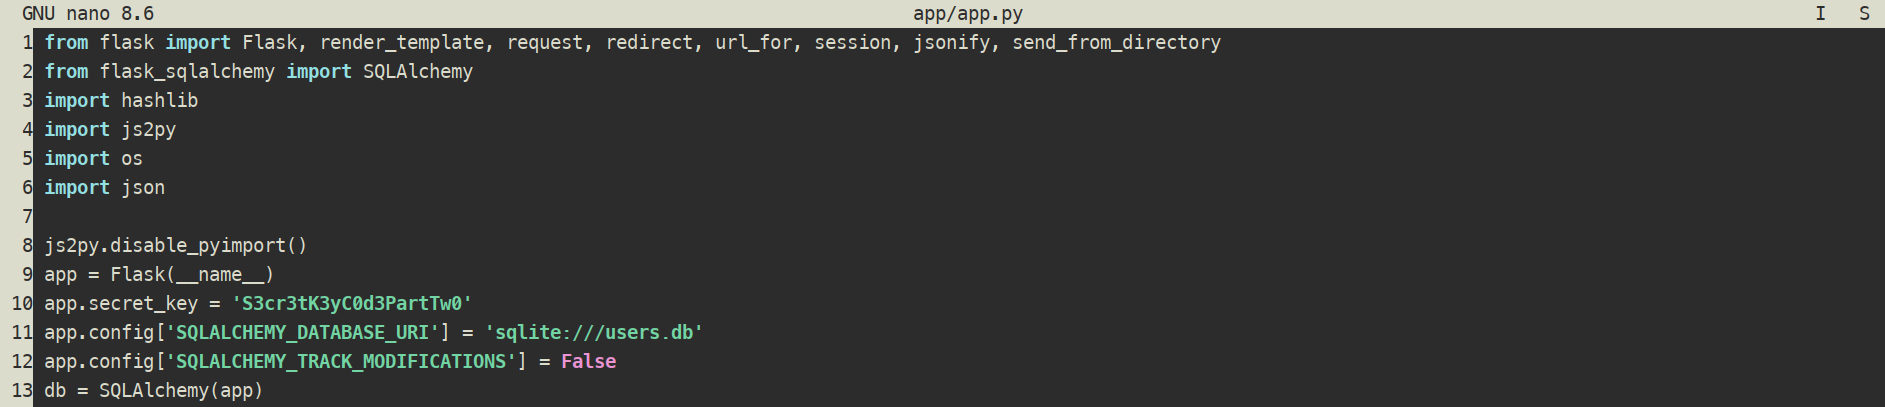 GNU nano 8.6 app/app.py I S
1 from flask import Flask, render_template, request, redirect, url_for, session, jsonify, send_from_directory
2 from flask_sqlalchemy import SQLAlchemy
3 import hashlib
4 import js2py
5 import os
6 import json
7
8 js2py.disable_pyimport()
9 app = Flask(__name__)
10 app.secret_key = 'S3cr3tK3yC0d3PartTw0'
11 app.config['SQLALCHEMY_DATABASE_URI'] = 'sqlite:///users.db'
12 app.config['SQLALCHEMY_TRACK_MODIFICATIONS'] = False
13 db = SQLAlchemy(app)